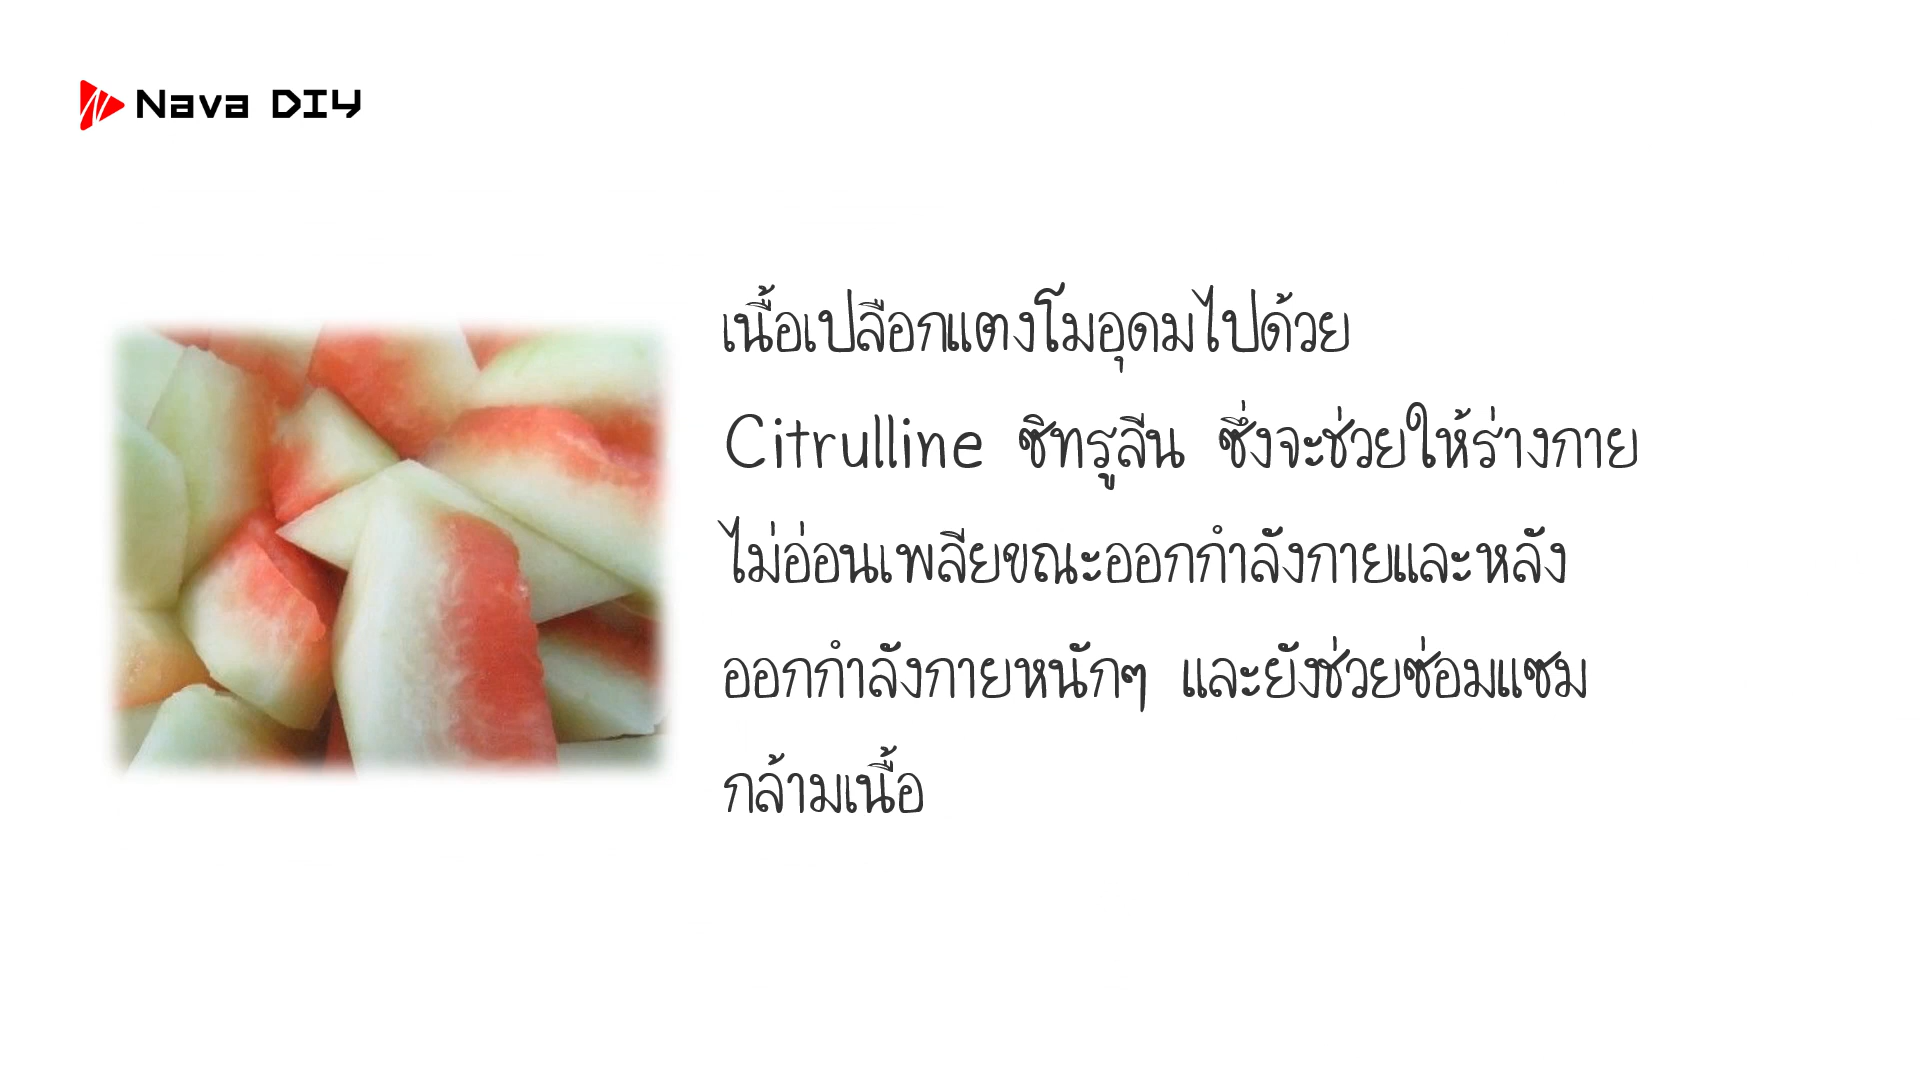 Nava DIY
เนื้อเปลือกแตงโมอุดมไปด้วย
Citrulline ซิทรูลีน ซึ่งจะช่วยให้ร่างกาย
ไม่อ่อนเพลียขณะออกกำลังกายและหลัง
ออกกำลังกายหนักๆ และยังช่วยซ่อมแซม
กล้ามเนื้อ